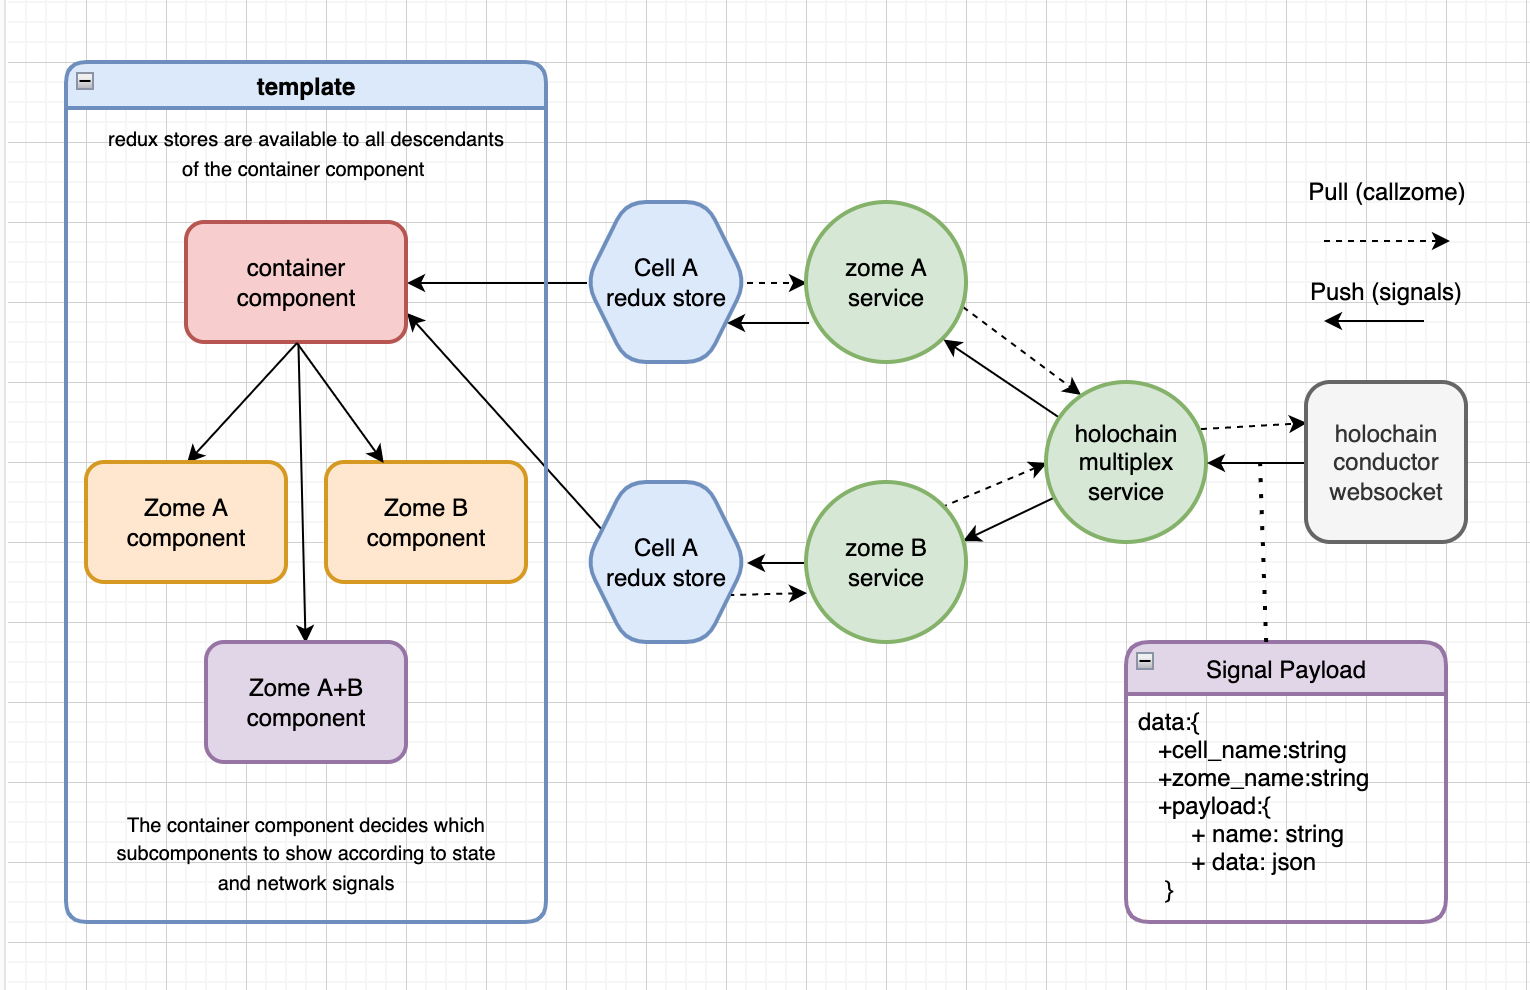 template
redux stores are available to all descendants
of the container component
container
component
Zome A
component
Zome B
component
Zome A+B
component
The container component decides which
subcomponents to show according to state
and network signals
Cell A
redux store
zome A
service
Cell A
redux store
zome B
service
holochain
multiplex
service
holochain
conductor
websocket
Pull (callzome)
Push (signals)
Signal Payload
data:{
+cell_name:string
+zome_name:string
+payload:{
+ name: string
+ data: json
}